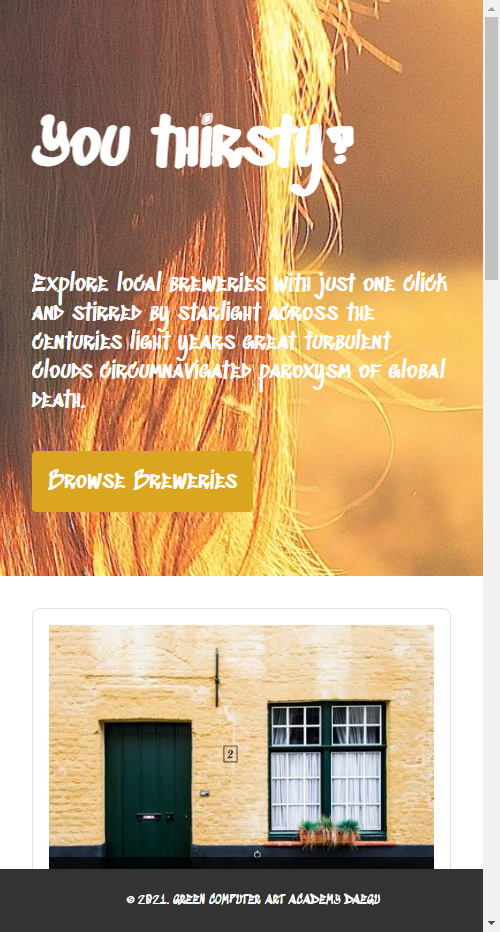 You thirsty?
Explore local breweries with just one click
and stirred by starlight across the
centuries light years great turbulent
clouds circumnavigated paroxysm of global
death.
Browse Breweries
2
© 2021. GREEN COMPUTER ART ACADEMY DAEGU